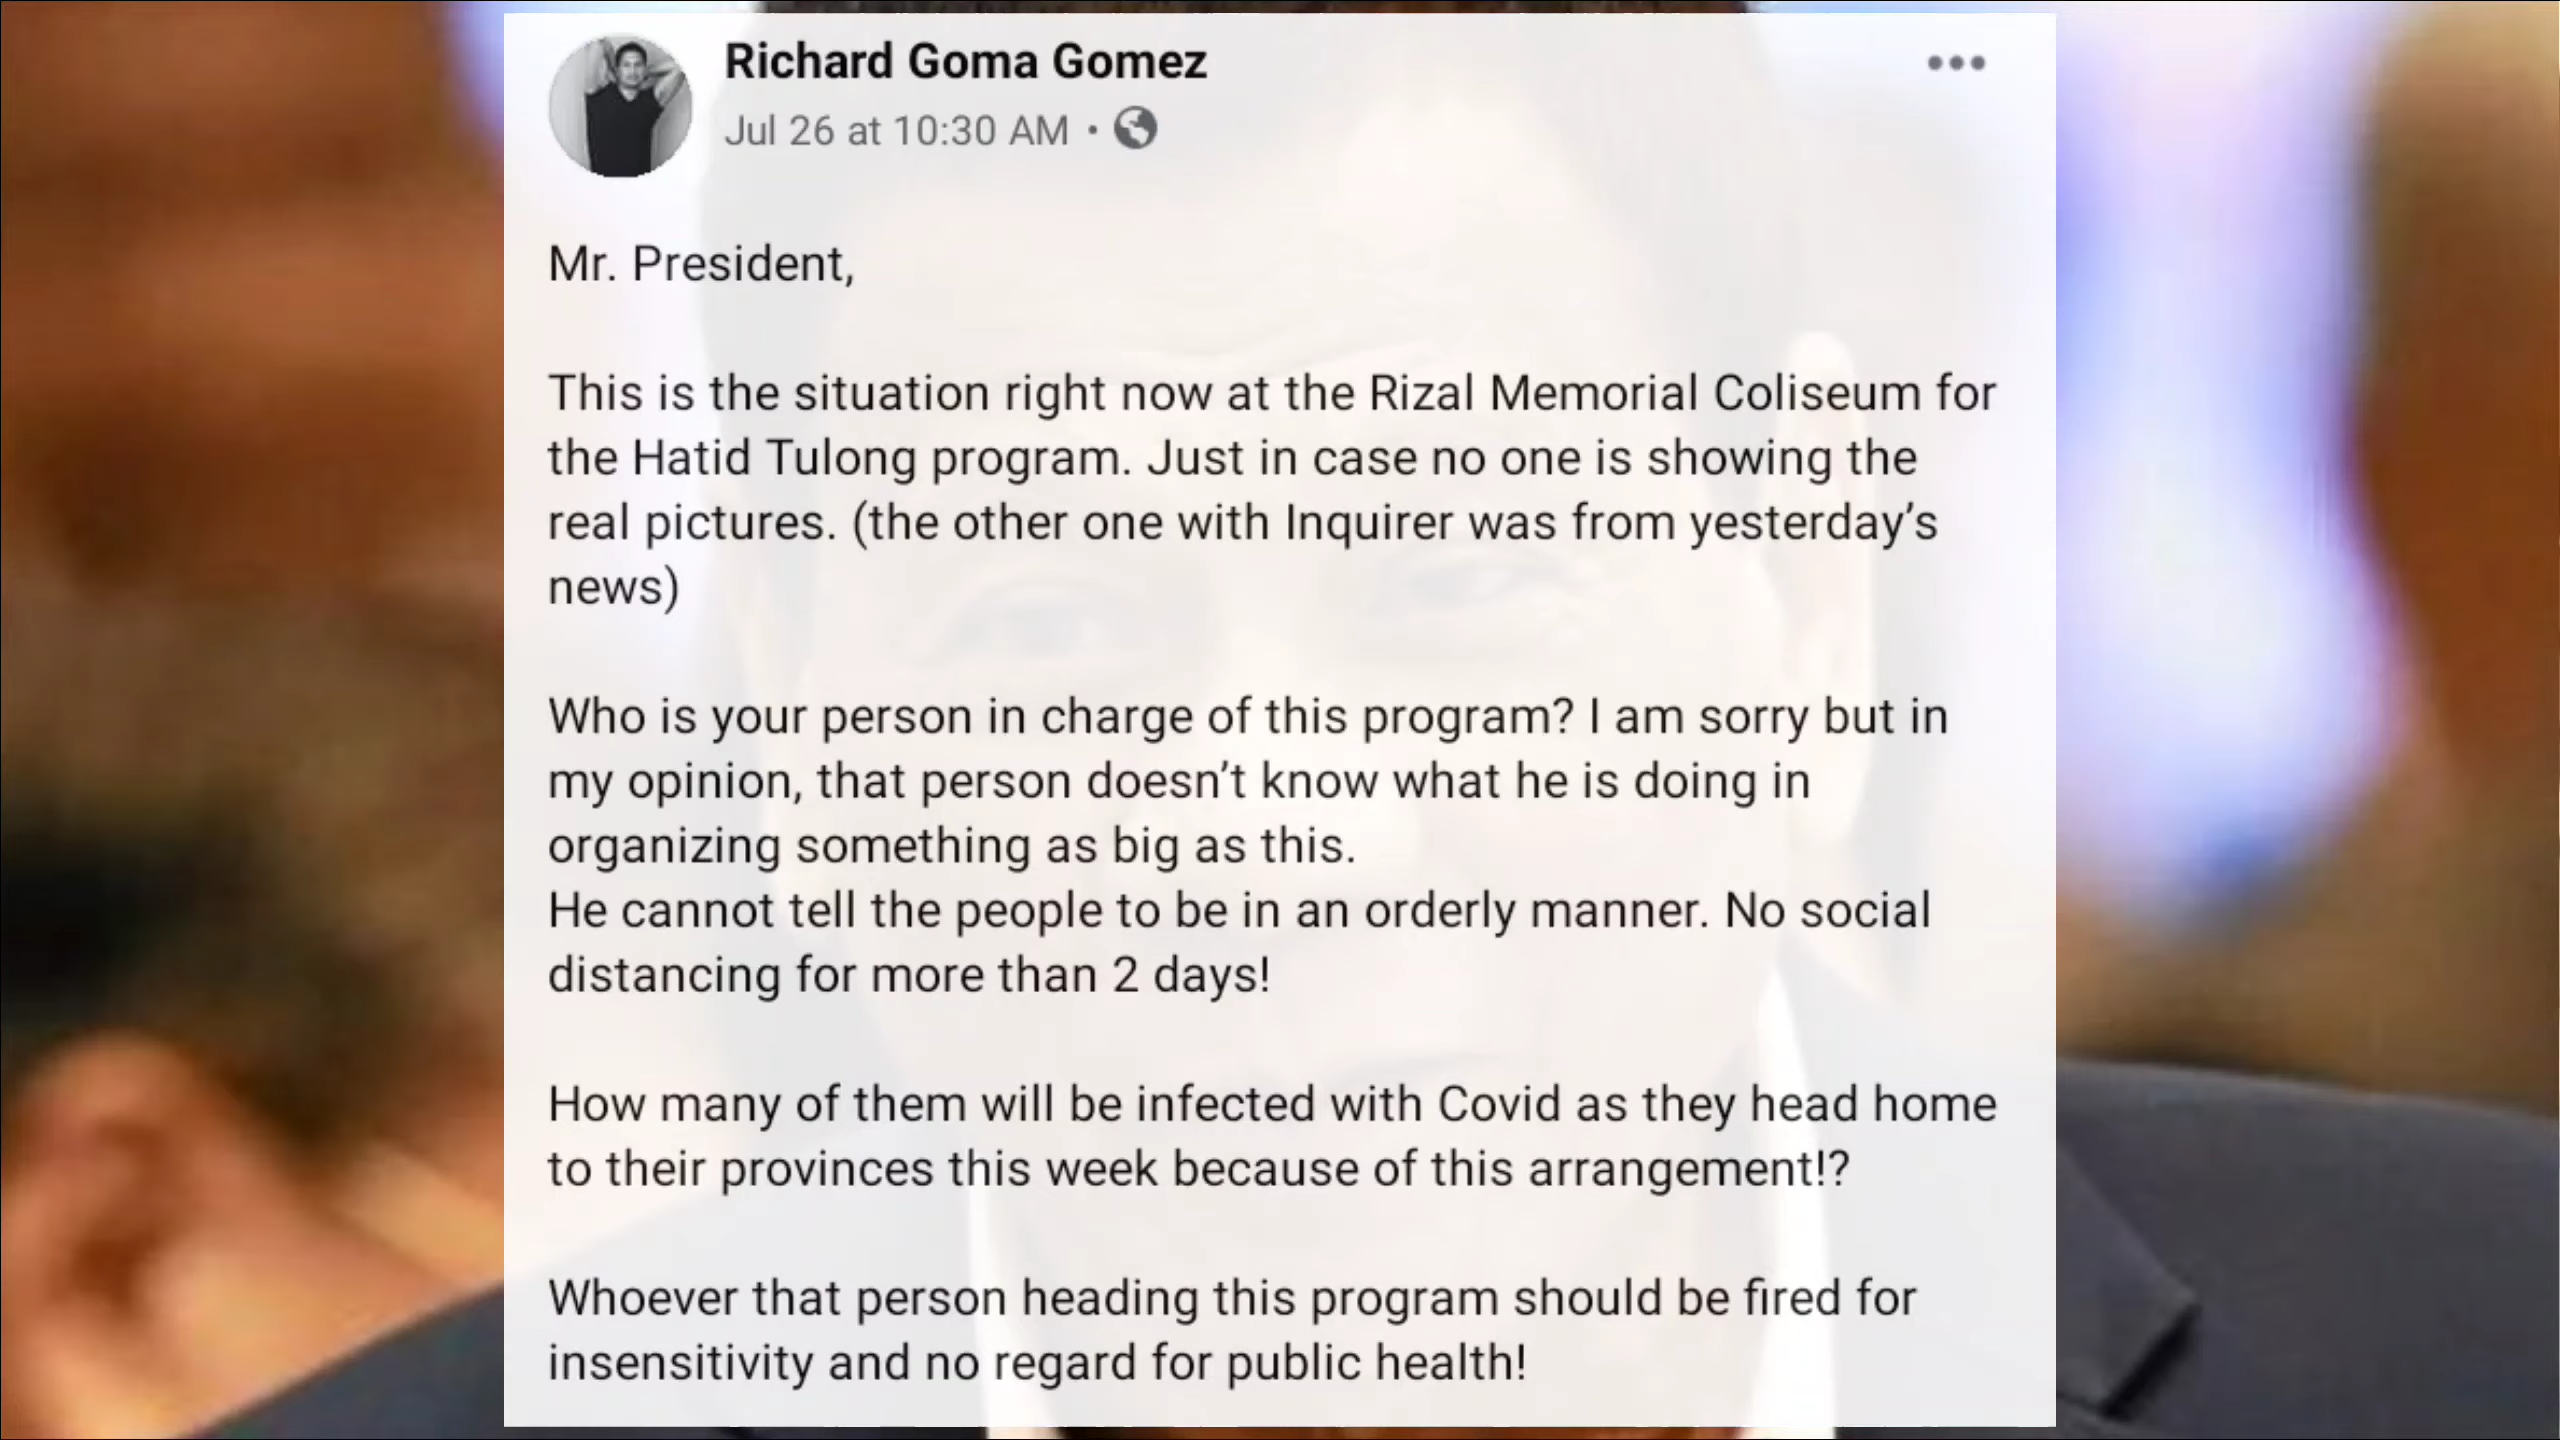 Richard Goma Gomez
Jul 26 at 10:30 AM •
Mr. President,
This is the situation right now at the Rizal Memorial Coliseum for
the Hatid Tulong program. Just in case no one is showing the
real pictures. (the other one with Inquirer was from yesterday’s
news)
Who is your person in charge of this program? I am sorry but in
my opinion, that person doesn’t know what he is doing in
organizing something as big as this.
He cannot tell the people to be in an orderly manner. No social
distancing for more than 2 days!
How many of them will be infected with Covid as they head home
to their provinces this week because of this arrangement!?
Whoever that person heading this program should be fired for
insensitivity and no regard for public health!